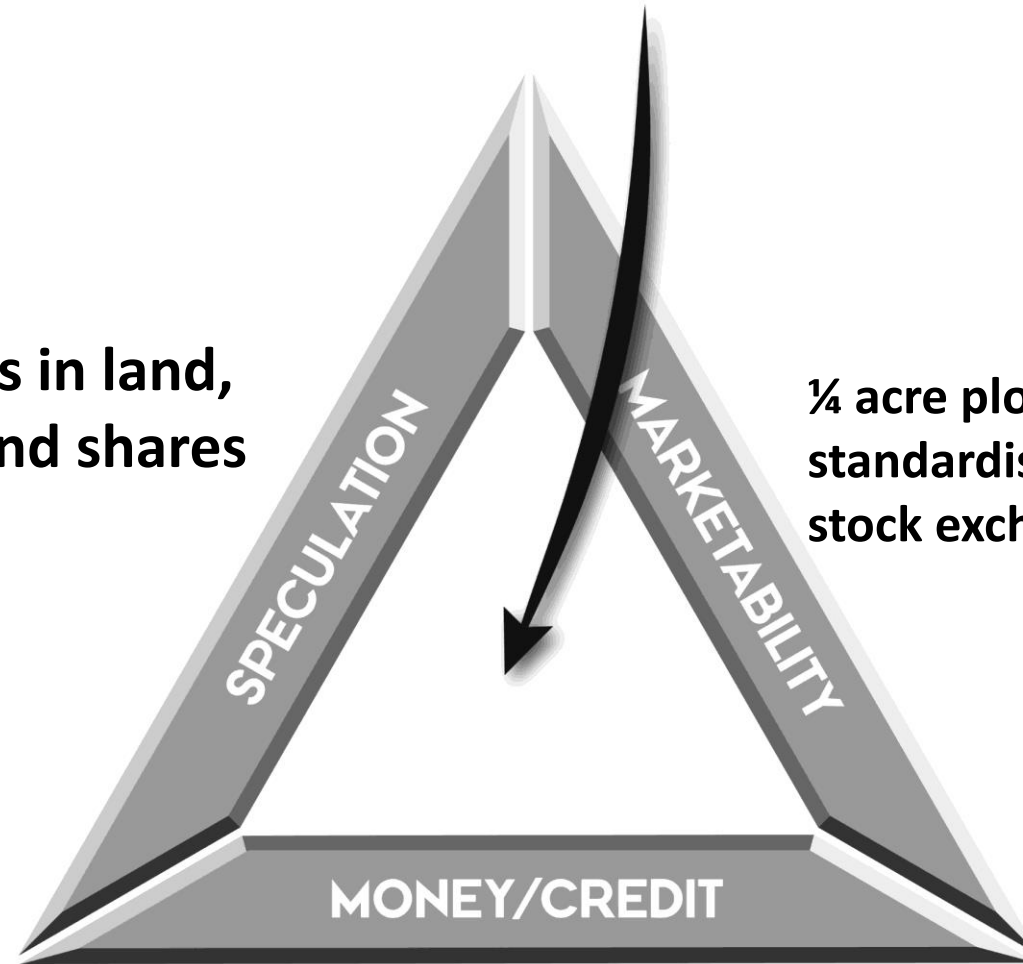 s in land,
nd shares
SPECULATION
MARKETABILITY
¼ acre plo
standardis
stock exch
MONEY/CREDIT